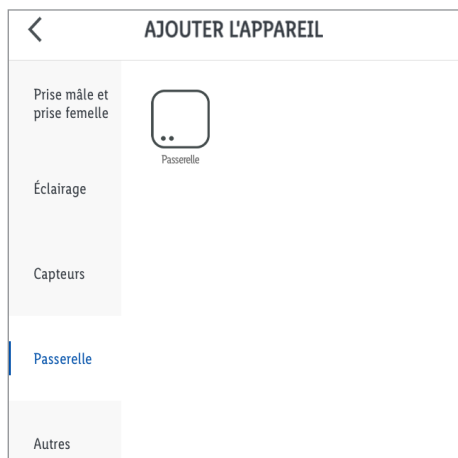 AJOUTER L'APPAREIL
Prise mâle et
prise femelle
Éclairage
Capteurs
Passerelle
Autres
Passerelle